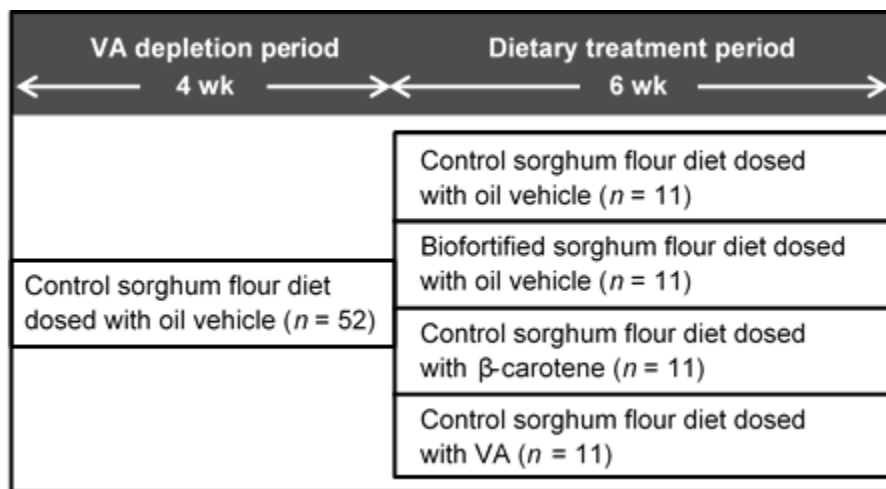 VA depletion period
4 wk
Dietary treatment period
6 wk
Control sorghum flour diet
dosed with oil vehicle (n = 52)
Control sorghum flour diet dosed
with oil vehicle (n = 11)
Biofortified sorghum flour diet dosed
with oil vehicle (n = 11)
Control sorghum flour diet dosed
with β-carotene (n = 11)
Control sorghum flour diet dosed
with VA (n = 11)